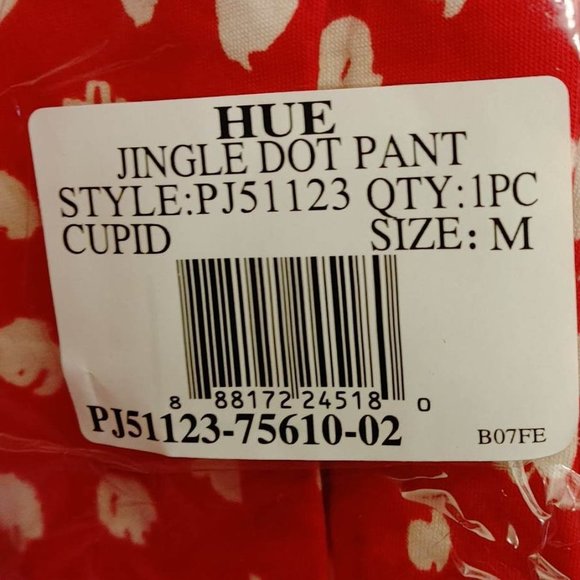 HUE
JINGLE DOT PANT
STYLE:PJ51123 QTY:1PC
CUPID SIZE: M
8 88172 24518 0
PJ51123-75610-02
B07FE